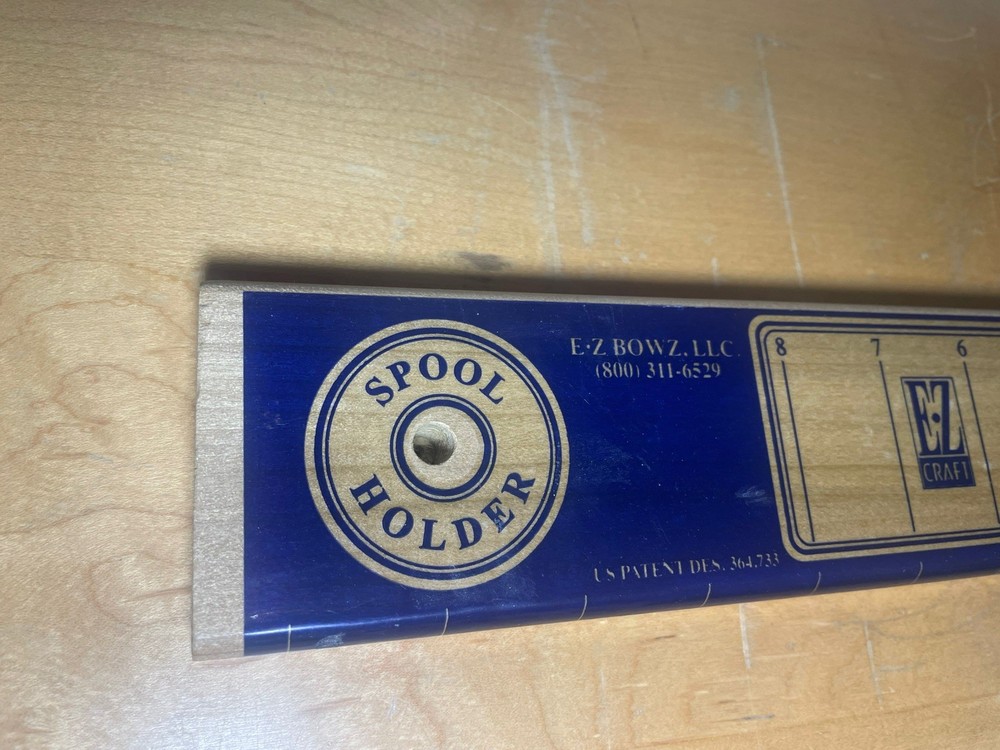 SPOOL
HOLDER
E·Z BOWZ, LLC.
(800) 311-6529
US PATENT DES. 364,733
8 7 6
E·Z
CRAFT